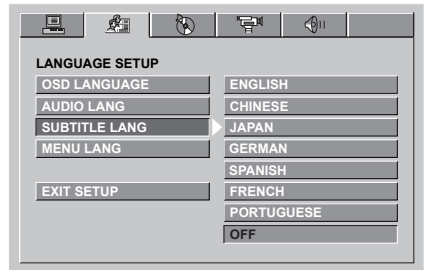 LANGUAGE SETUP
OSD LANGUAGE
AUDIO LANG
SUBTITLE LANG
MENU LANG
EXIT SETUP
ENGLISH
CHINESE
JAPAN
GERMAN
SPANISH
FRENCH
PORTUGUESE
OFF